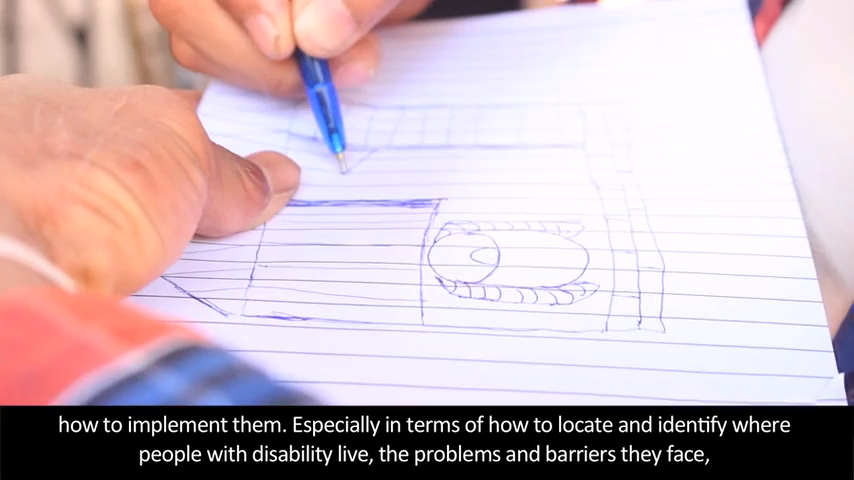 how to implement them. Especially in terms of how to locate and identify where
people with disability live, the problems and barriers they face,